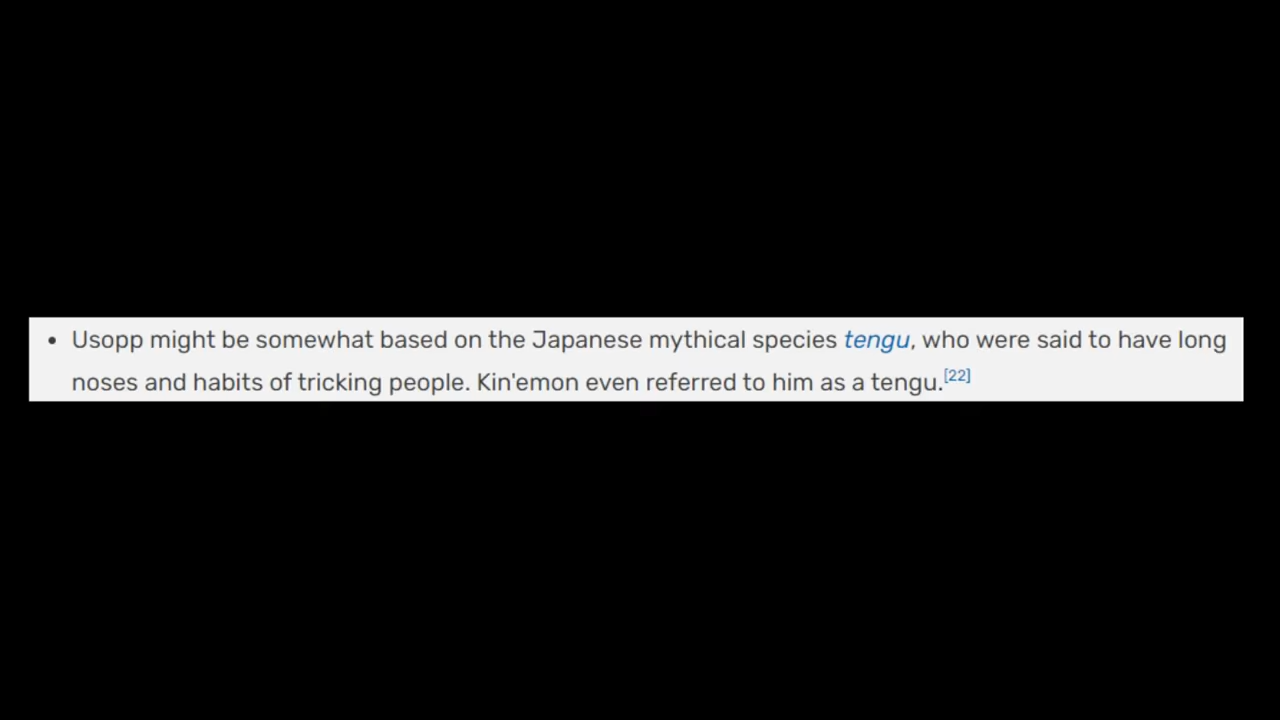 • Usopp might be somewhat based on the Japanese mythical species tengu, who were said to have long
noses and habits of tricking people. Kin'emon even referred to him as a tengu.[22]